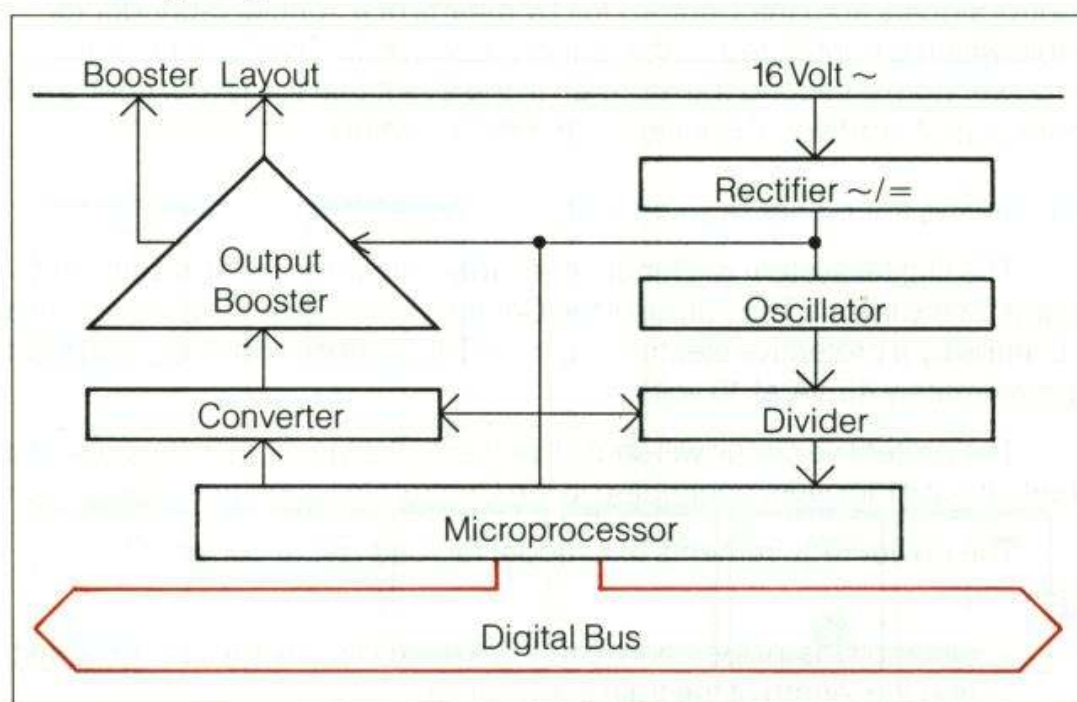 Booster Layout 16 Volt ~
Rectifier ~/=
Output
Booster
Oscillator
Converter
Divider
Microprocessor
Digital Bus